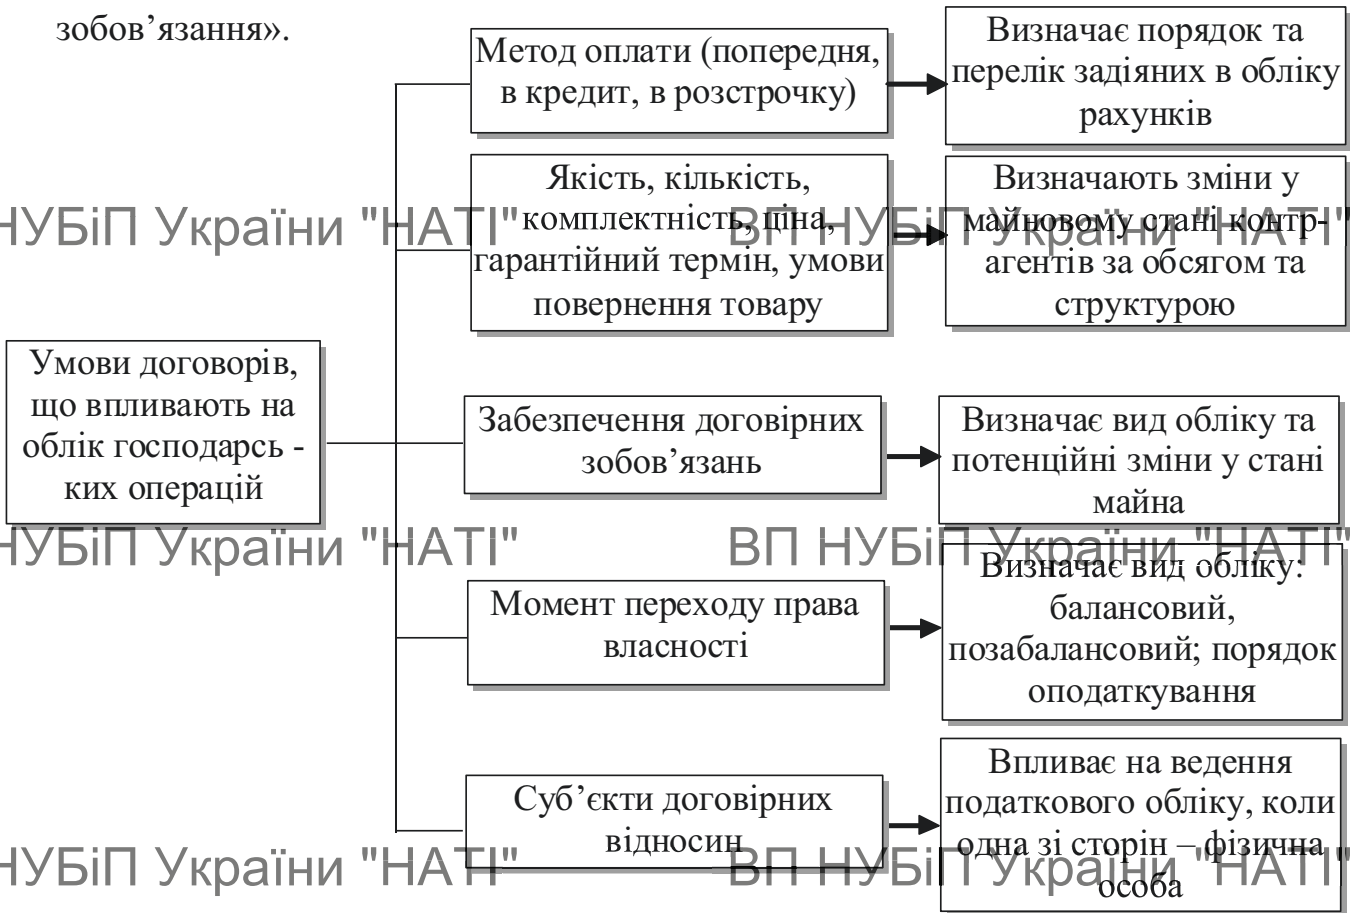 зобов’язання».
Метод оплати (попередня,
в кредит, в розстрочку)
Визначає порядок та
перелік задіяних в обліку
рахунків
Якість, кількість,
комплектність, ціна,
гарантійний термін, умови
повернення товару
Визначають зміни у
майновому стані контр-
агентів за обсягом та
структурою
НУБіП України "НАТІ"
ВП НУБіП України "НАТІ"
Умови договорів,
що впливають на
облік господарсь -
ких операцій
Забезпечення договірних
зобов’язань
Визначає вид обліку та
потенційні зміни у стані
майна
НУБіП України "НАТІ"
ВП НУБіП України "НАТІ"
Момент переходу права
власності
Визначає вид обліку:
балансовий,
позабалансовий; порядок
оподаткування
Суб’єкти договірних
відносин
Впливає на ведення
податкового обліку, коли
одна зі сторін – фізична
особа
НУБіП України "НАТІ"
ВП НУБіП України "НАТІ"